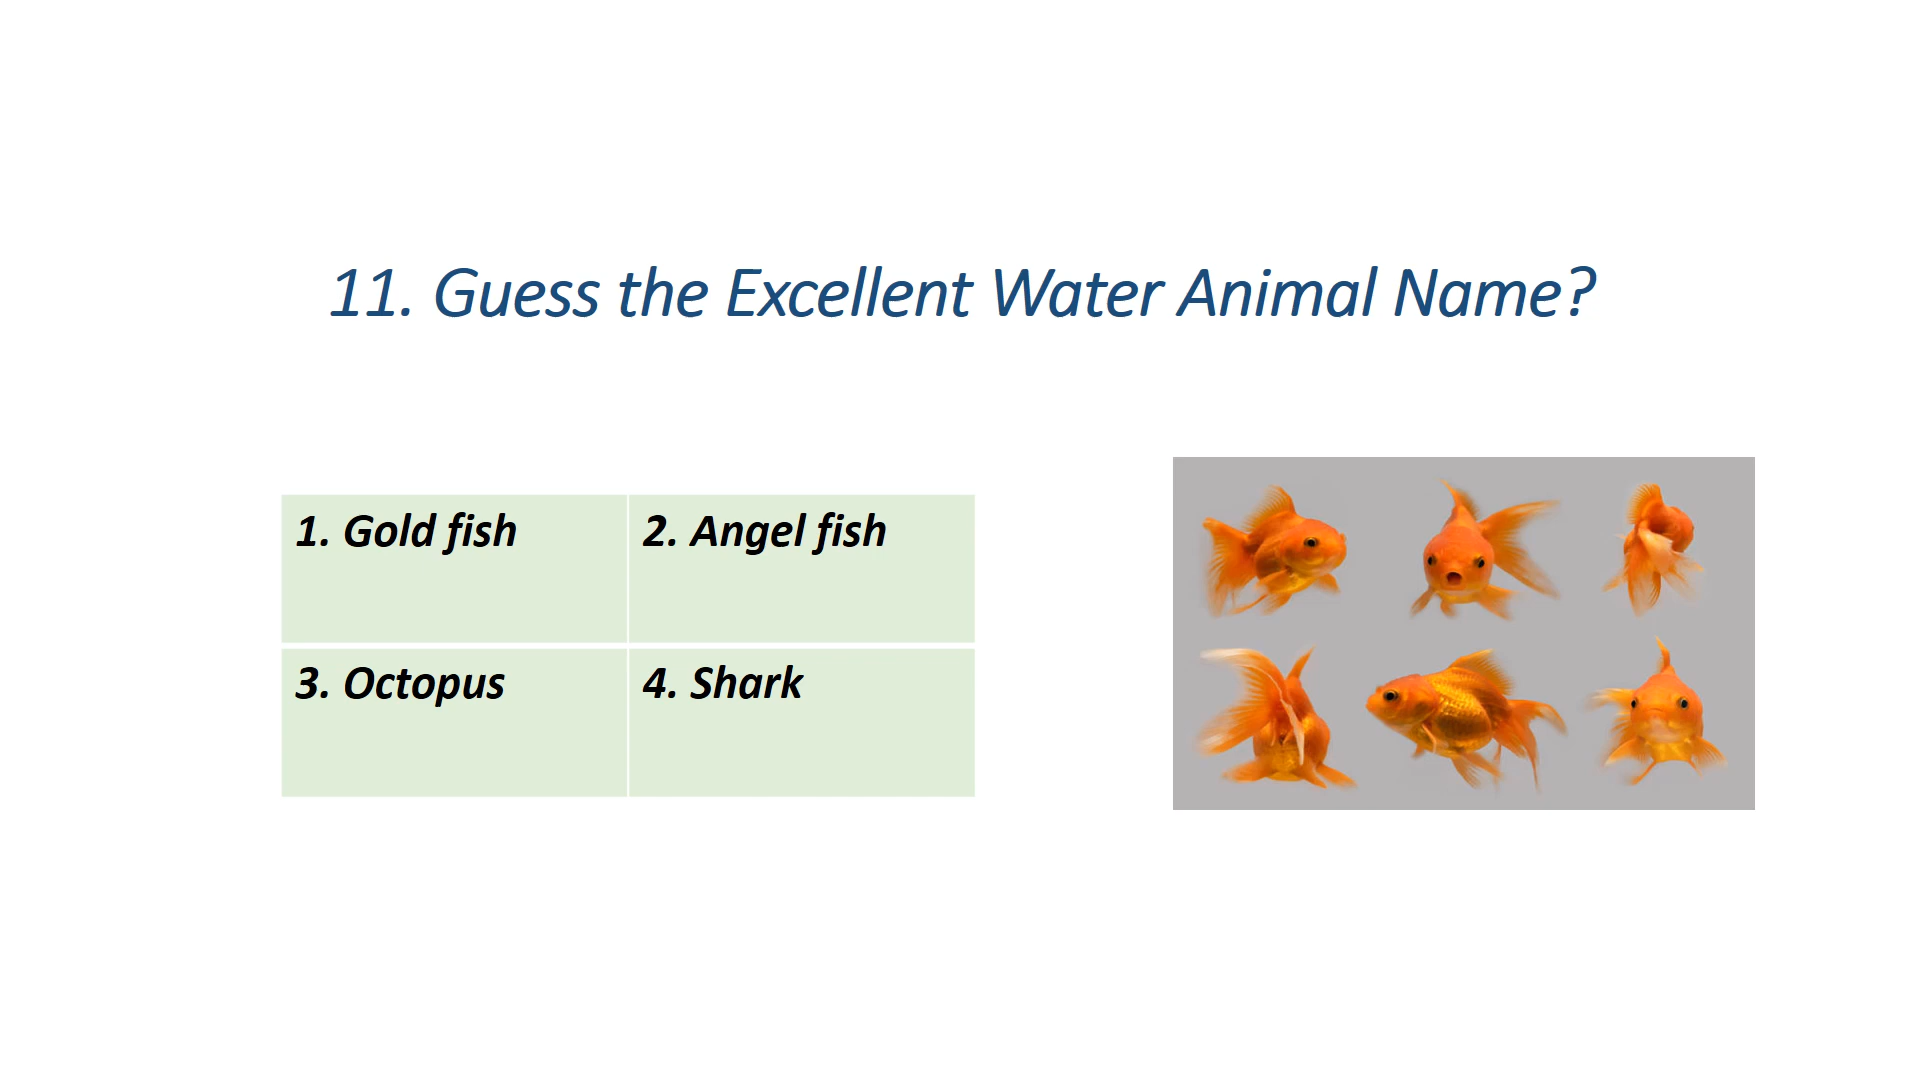 11. Guess the Excellent Water Animal Name?
1. Gold fish
2. Angel fish
3. Octopus
4. Shark